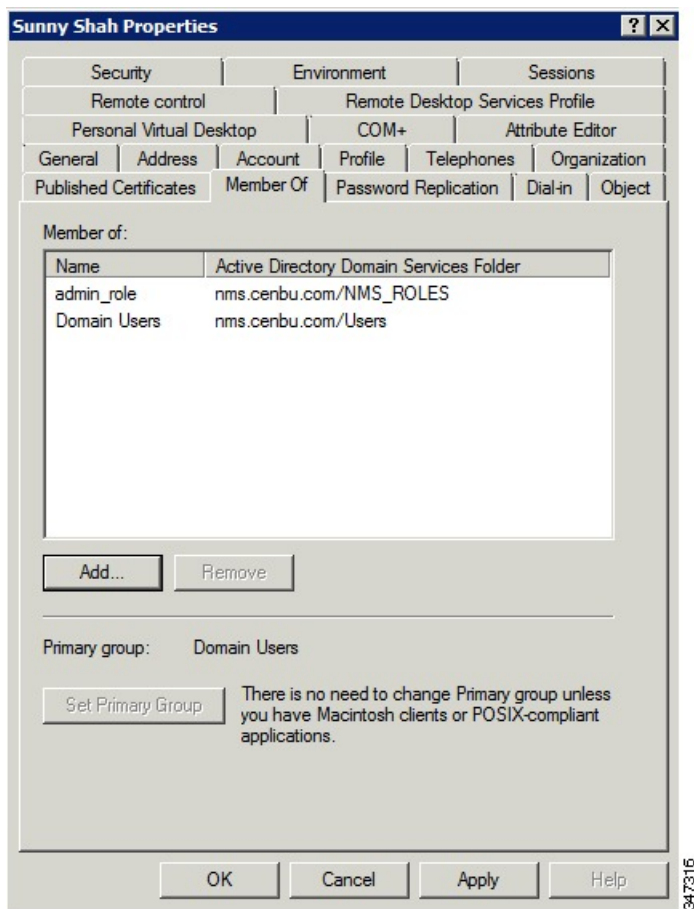 Sunny Shah Properties
Security Environment Sessions
Remote control Remote Desktop Services Profile
Personal Virtual Desktop COM+ Attribute Editor
General Address Account Profile Telephones Organization
Published Certificates Member Of Password Replication Dial-in Object
Member of:
Name Active Directory Domain Services Folder
admin_role nms.cenbu.com/NMS_ROLES
Domain Users nms.cenbu.com/Users
Add... Remove
Primary group: Domain Users
Set Primary Group
There is no need to change Primary group unless
you have Macintosh clients or POSIX-compliant
applications.
OK Cancel Apply Help
347316